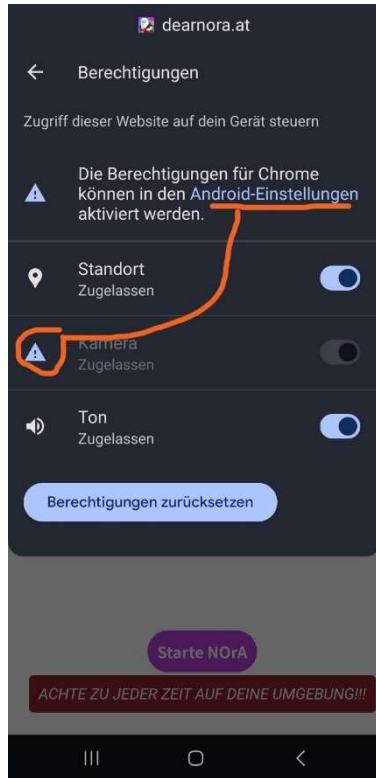 dearnora.at
Berechtigungen
Zugriff dieser Website auf dein Gerät steuern
Die Berechtigungen für Chrome
können in den Android-Einstellungen
aktiviert werden.
Standort
Zugelassen
Kamera
Zugelassen
Ton
Zugelassen
Berechtigungen zurücksetzen
Starte NOrA
ACHTE ZU JEDER ZEIT AUF DEINE UMGEBUNG!!!